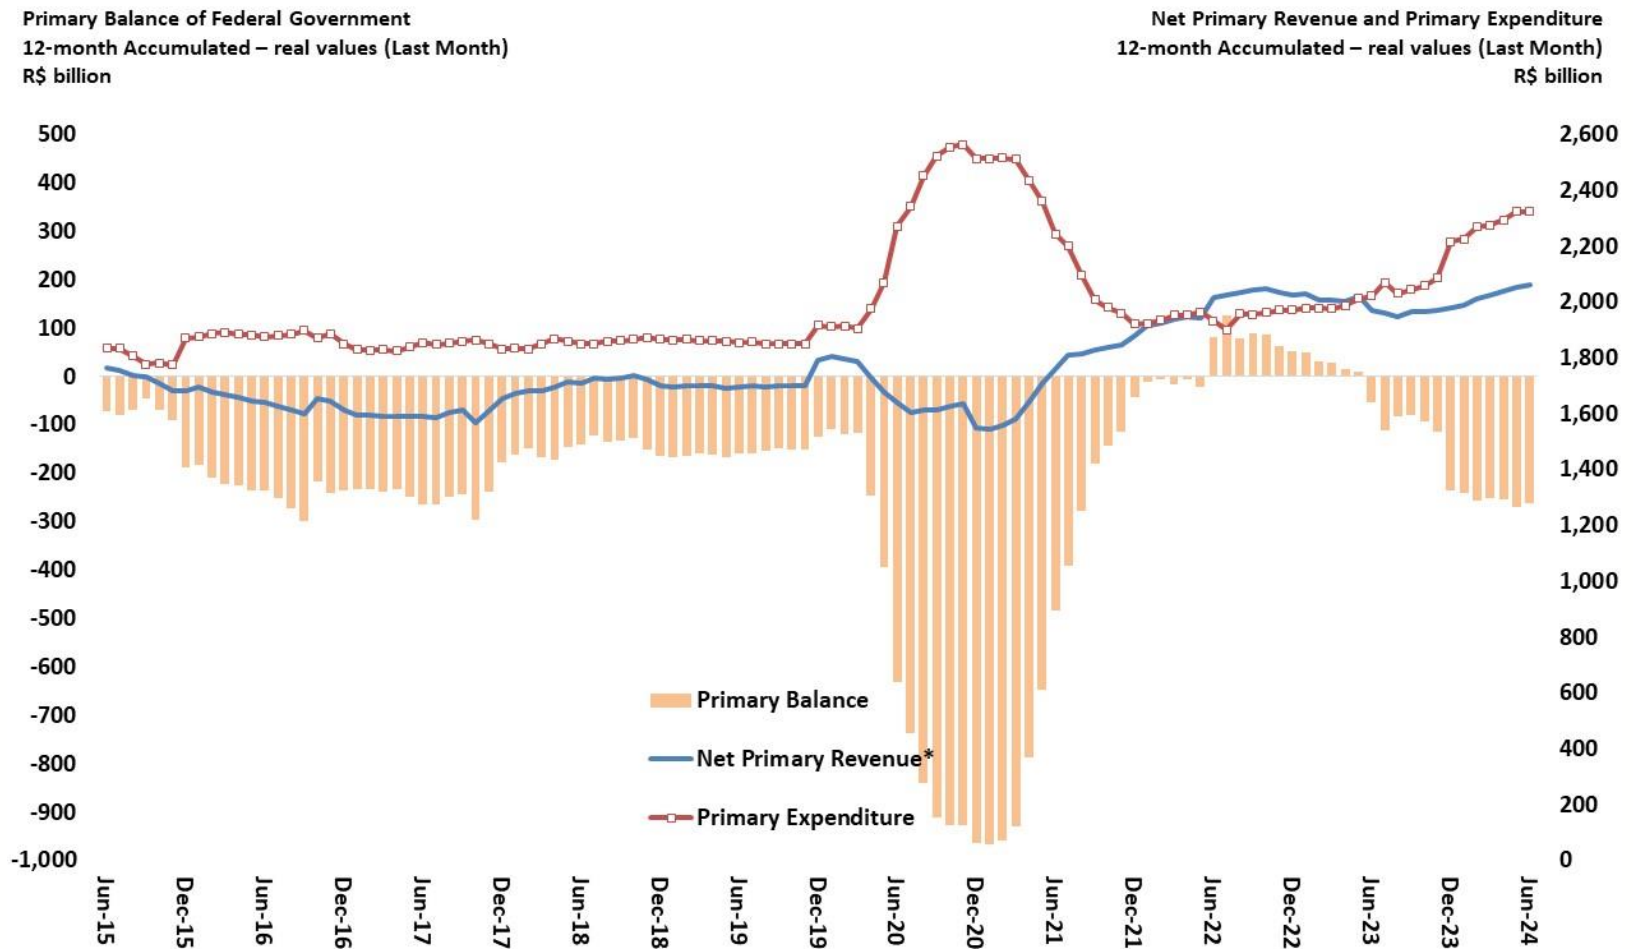 Primary Balance of Federal Government
12-month Accumulated – real values (Last Month)
R$ billion
Net Primary Revenue and Primary Expenditure
12-month Accumulated – real values (Last Month)
R$ billion
500
400
300
200
100
0
-100
-200
-300
-400
-500
-600
-700
-800
-900
-1,000
2,600
2,400
2,200
2,000
1,800
1,600
1,400
1,200
1,000
800
600
400
200
0
Primary Balance
Net Primary Revenue*
Primary Expenditure
Jun-15
Dec-15
Jun-16
Dec-16
Jun-17
Dec-17
Jun-18
Dec-18
Jun-19
Dec-19
Jun-20
Dec-20
Jun-21
Dec-21
Jun-22
Dec-22
Jun-23
Dec-23
Jun-24